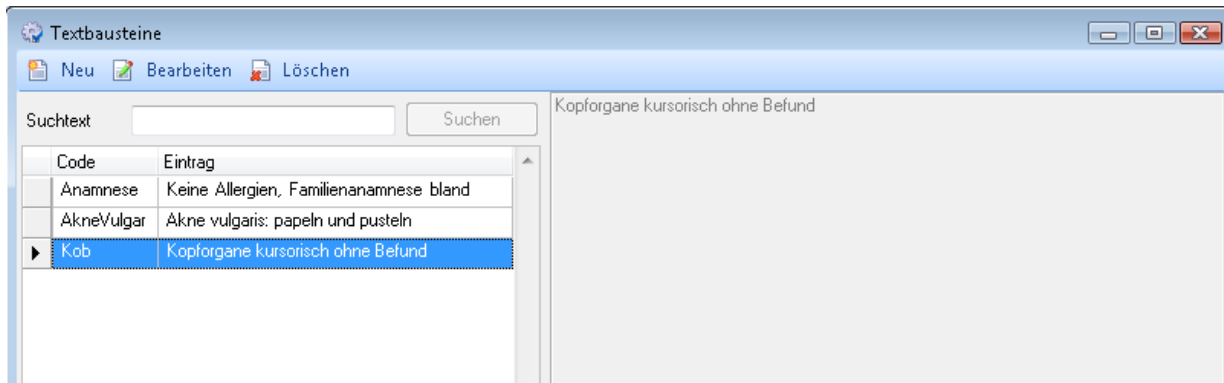 Textbausteine
Neu Bearbeiten Löschen
Suchtext Suchen
Kopforgane kursorisch ohne Befund
Code Eintrag
Anamnese Keine Allergien, Familienanamnese bland
AkneVulgar Akne vulgaris: papeln und pusteln
Kob Kopforgane kursorisch ohne Befund